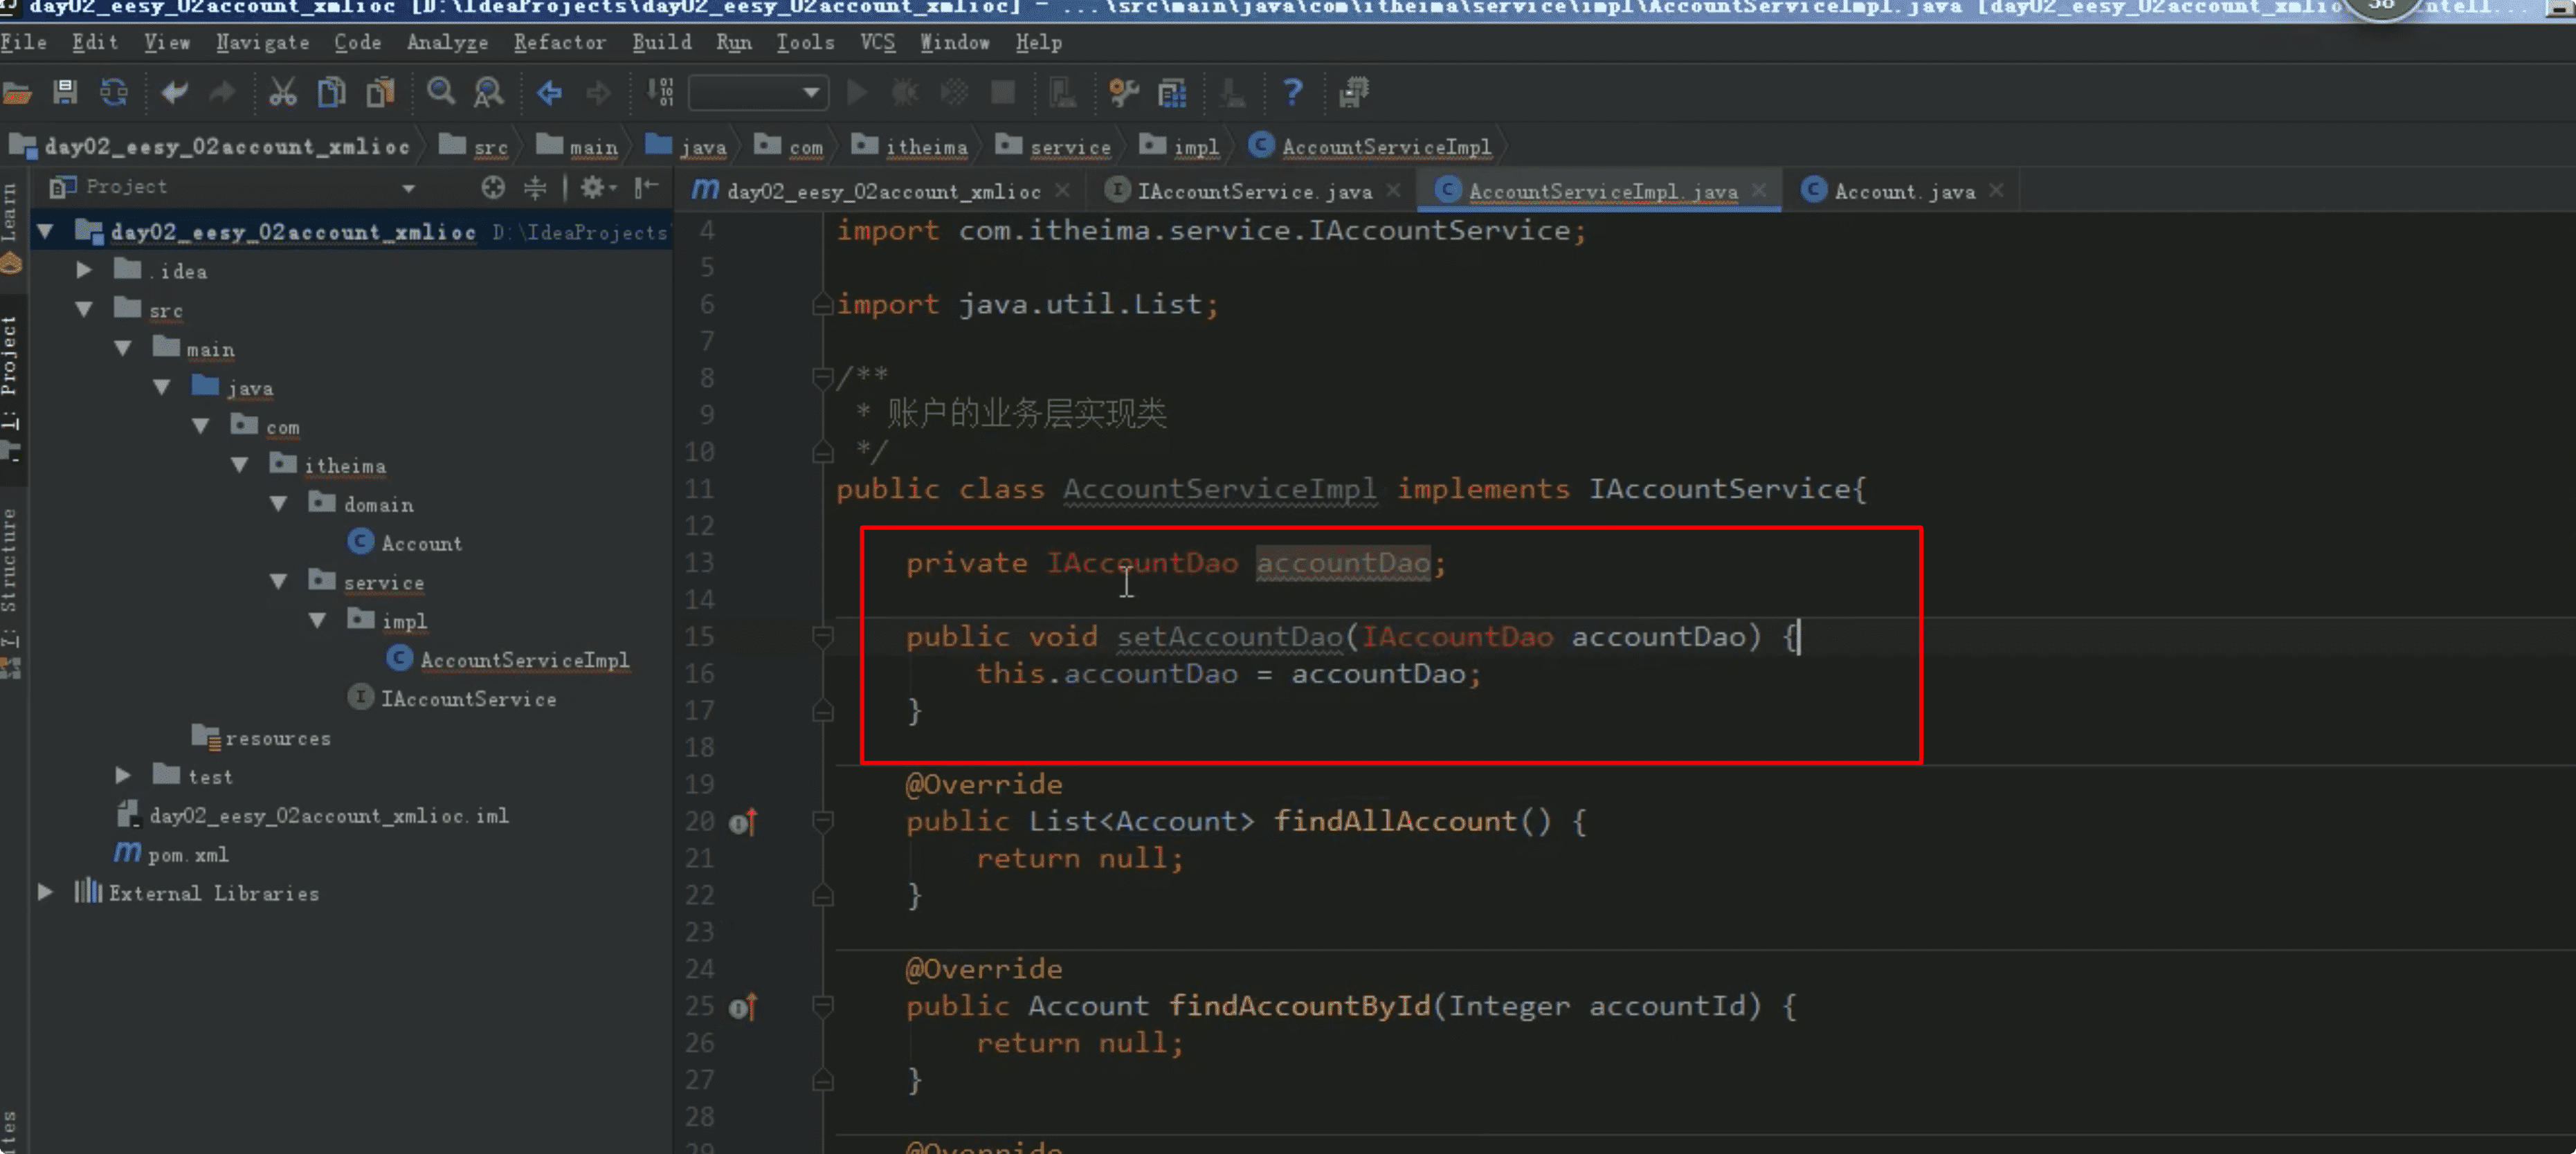 day02_eesy_02account_xmlioc [D:\IdeaProjects\day02_eesy_02account_xmlioc] - ...\src\main\java\com\itheima\service\impl\AccountServiceImpl.java [day02_eesy_02account_xmlio
File Edit View Navigate Code Analyze Refactor Build Run Tools VCS Window Help
day02_eesy_02account_xmlioc src main java com itheima service impl AccountServiceImpl
Project
day02_eesy_02account_xmlioc IAccountService.java AccountServiceImpl.java Account.java
Learn
1: Project
7: Structure
day02_eesy_02account_xmlioc D:\IdeaProjects
.idea
src
main
java
com
itheima
domain
Account
service
impl
AccountServiceImpl
IAccountService
resources
test
day02_eesy_02account_xmlioc.iml
pom.xml
External Libraries
4 import com.itheima.service.IAccountService;
5
6 import java.util.List;
7
8 /**
9 * 账户的业务层实现类
10 */
11 public class AccountServiceImpl implements IAccountService{
12
13 private IAccountDao accountDao;
14
15 public void setAccountDao(IAccountDao accountDao) {
16 this.accountDao = accountDao;
17 }
18
19 @Override
20 public List<Account> findAllAccount() {
21 return null;
22 }
23
24 @Override
25 public Account findAccountById(Integer accountId) {
26 return null;
27 }
28
29 @Override